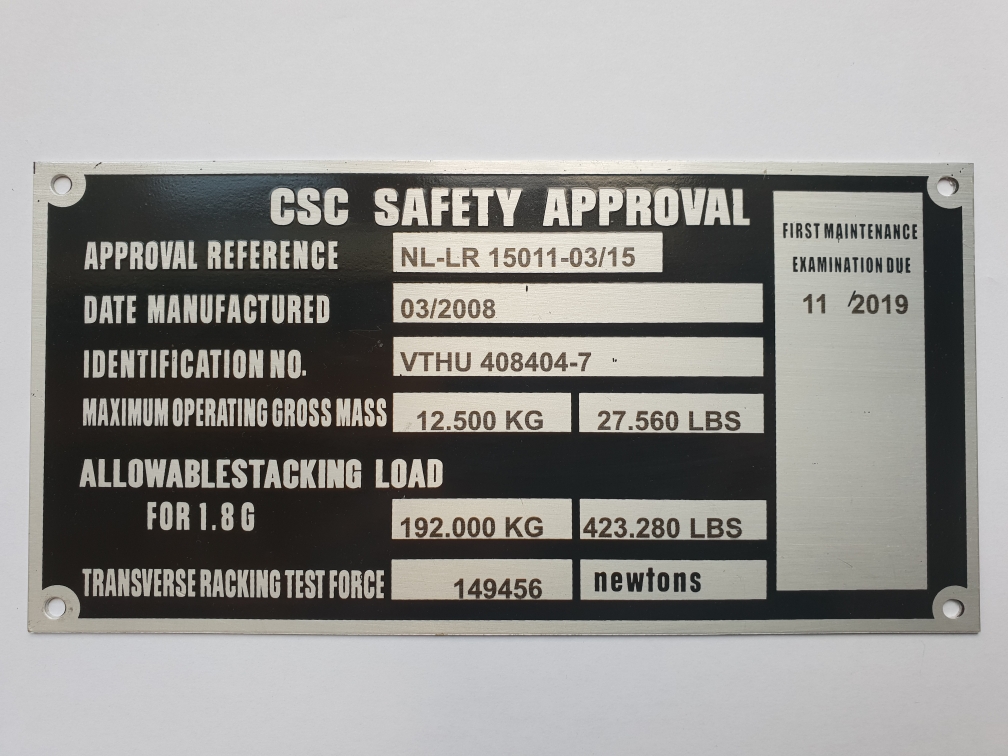 CSC SAFETY APPROVAL
APPROVAL REFERENCE NL-LR 15011-03/15
DATE MANUFACTURED 03/2008
IDENTIFICATION NO. VTHU 408404-7
MAXIMUM OPERATING GROSS MASS 12.500 KG 27.560 LBS
ALLOWABLESTACKING LOAD
FOR 1.8 G 192.000 KG 423.280 LBS
TRANSVERSE RACKING TEST FORCE 149456 newtons
FIRST MAINTENANCE
EXAMINATION DUE
11 / 2019